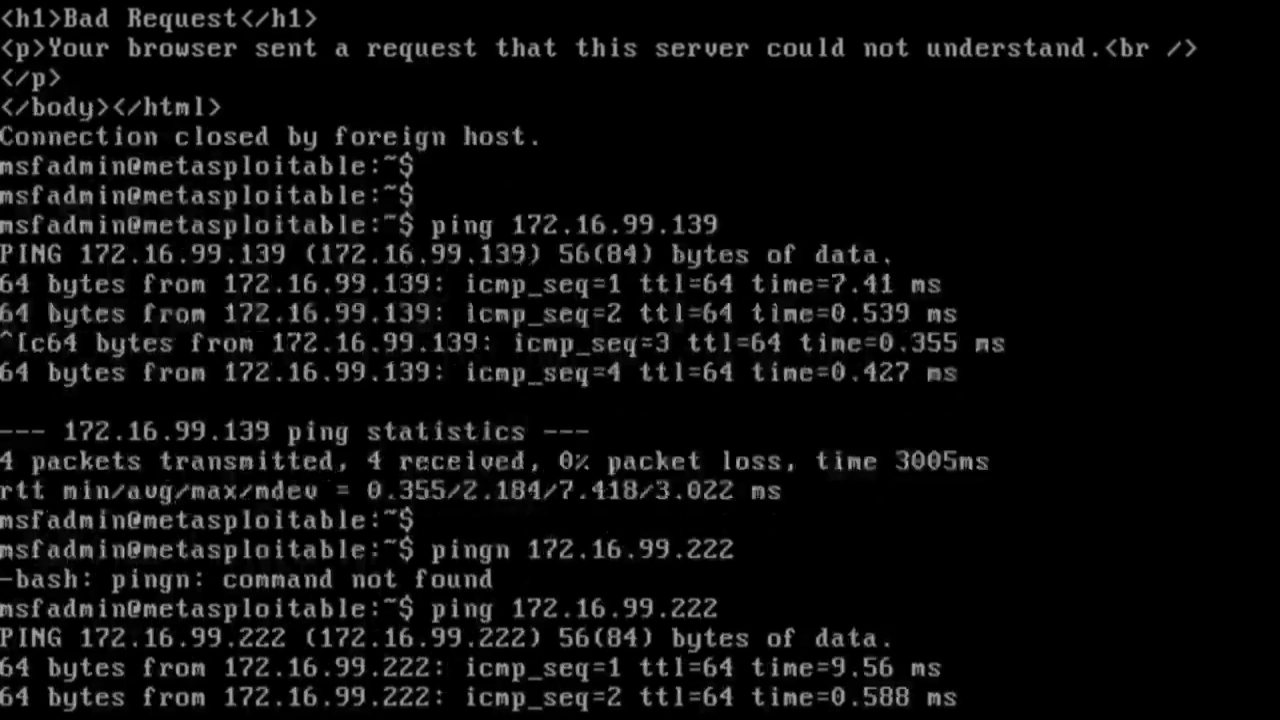 <h1>Bad Request</h1>
<p>Your browser sent a request that this server could not understand.<br />
</p>
</body></html>
Connection closed by foreign host.
msfadmin@metasploitable:~$
msfadmin@metasploitable:~$
msfadmin@metasploitable:~$ ping 172.16.99.139
PING 172.16.99.139 (172.16.99.139) 56(84) bytes of data.
64 bytes from 172.16.99.139: icmp_seq=1 ttl=64 time=7.41 ms
64 bytes from 172.16.99.139: icmp_seq=2 ttl=64 time=0.539 ms
^[c64 bytes from 172.16.99.139: icmp_seq=3 ttl=64 time=0.355 ms
64 bytes from 172.16.99.139: icmp_seq=4 ttl=64 time=0.427 ms
--- 172.16.99.139 ping statistics ---
4 packets transmitted, 4 received, 0% packet loss, time 3005ms
rtt min/avg/max/mdev = 0.355/2.184/7.418/3.022 ms
msfadmin@metasploitable:~$
msfadmin@metasploitable:~$ pingn 172.16.99.222
-bash: pingn: command not found
msfadmin@metasploitable:~$ ping 172.16.99.222
PING 172.16.99.222 (172.16.99.222) 56(84) bytes of data.
64 bytes from 172.16.99.222: icmp_seq=1 ttl=64 time=9.56 ms
64 bytes from 172.16.99.222: icmp_seq=2 ttl=64 time=0.588 ms